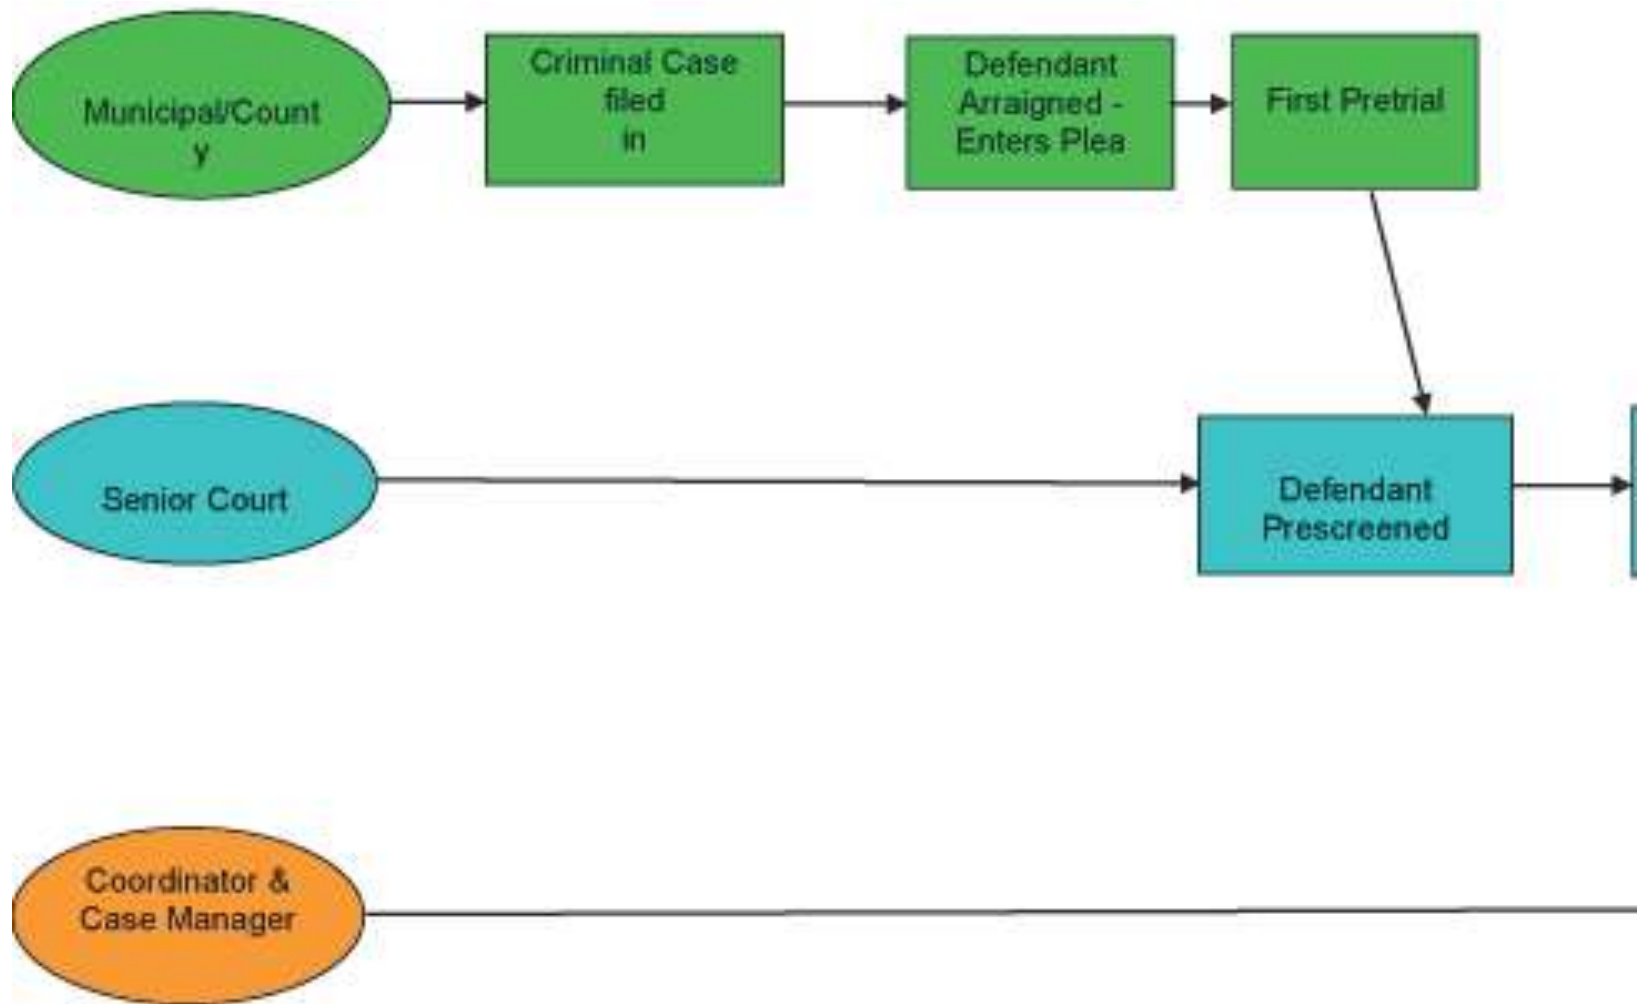 Municipal/Count
y
Criminal Case
filed
in
Defendant
Arraigned -
Enters Plea
First Pretrial
Senior Court
Defendant
Prescreened
Coordinator &
Case Manager